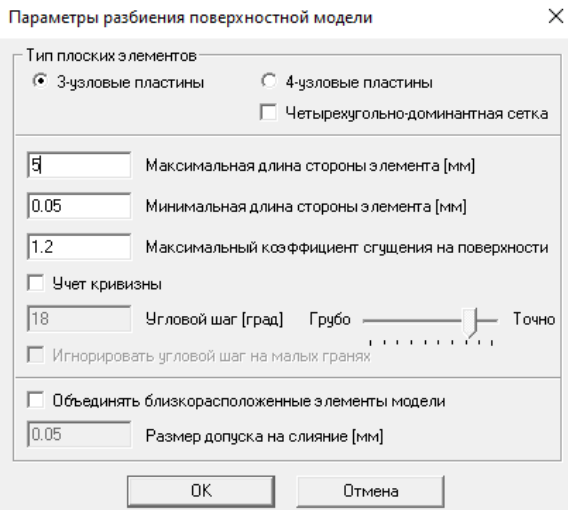 Параметры разбиения поверхностной модели
Тип плоских элементов
3-узловые пластины 4-узловые пластины
Четырехугольно-доминантная сетка
5 Максимальная длина стороны элемента [мм]
0.05 Минимальная длина стороны элемента [мм]
1.2 Максимальный коэффициент сгущения на поверхности
Учет кривизны
18 Угловой шаг [град] Грубо Точно
Игнорировать угловой шаг на малых гранях
Объединять близкорасположенные элементы модели
0.05 Размер допуска на слияние [мм]
OK Отмена